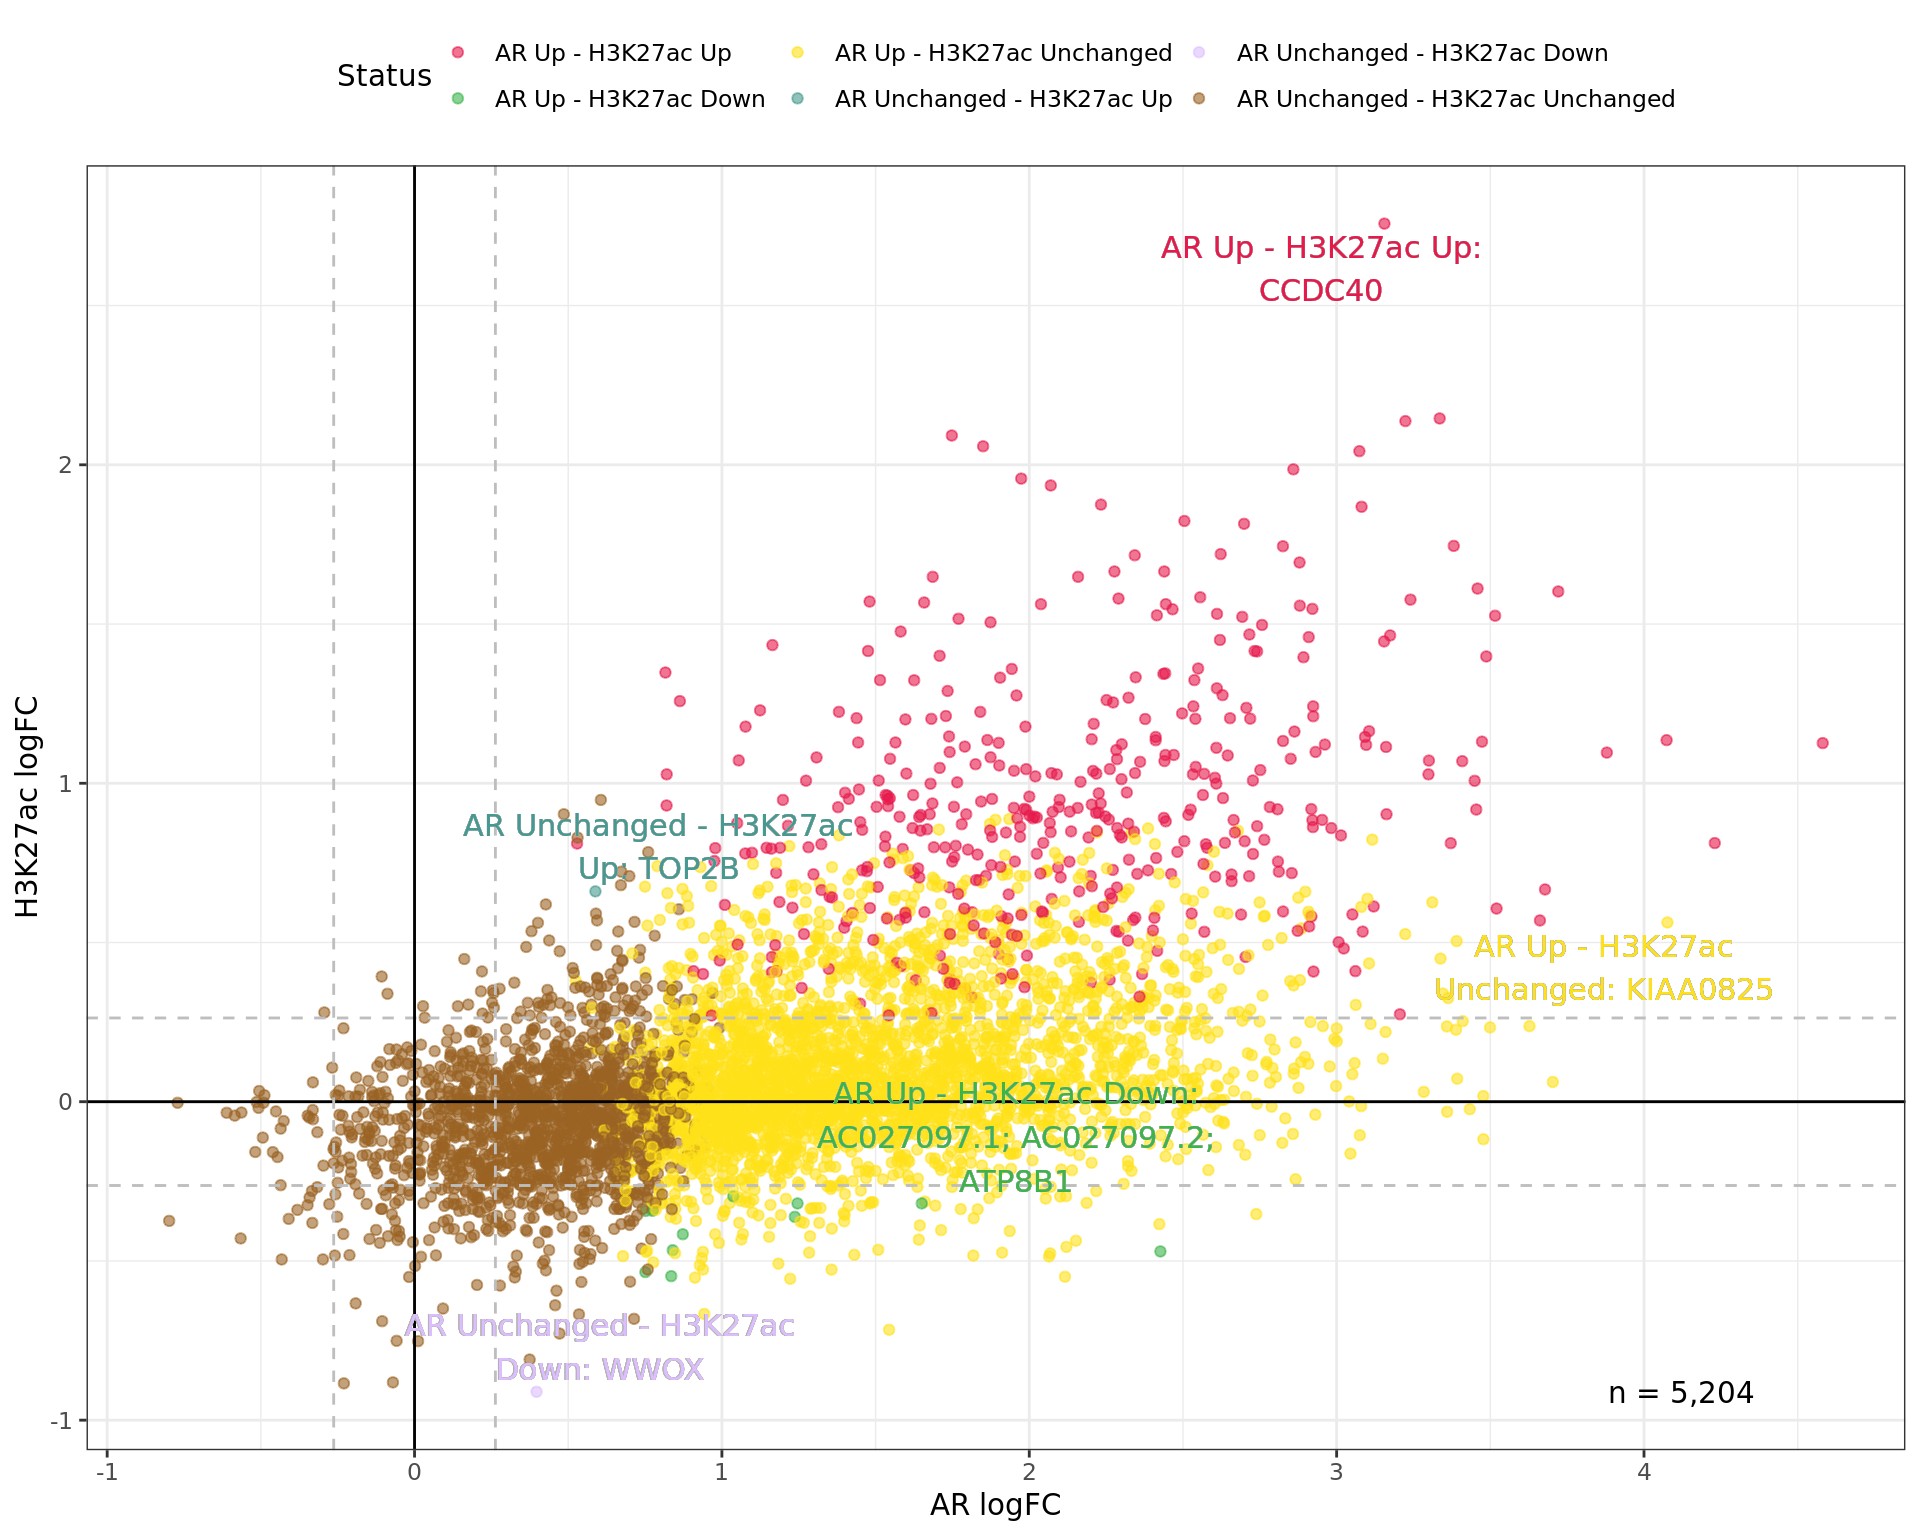 Status
AR Up - H3K27ac Up
AR Up - H3K27ac Unchanged
AR Unchanged - H3K27ac Down
AR Up - H3K27ac Down
AR Unchanged - H3K27ac Up
AR Unchanged - H3K27ac Unchanged
AR Up - H3K27ac Up:
CCDC40
AR Unchanged - H3K27ac
Up: TOP2B
AR Up - H3K27ac
Unchanged: KIAA0825
AR Up - H3K27ac Down:
AC027097.1; AC027097.2;
ATP8B1
AR Unchanged - H3K27ac
Down: WWOX
n = 5,204
H3K27ac logFC
2
1
0
-1
-1
0
1
2
3
4
AR logFC